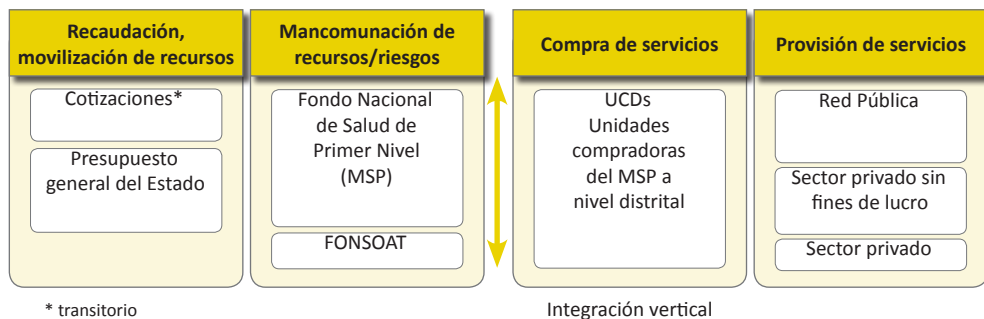 Recaudación,
movilización de recursos
Cotizaciones*
Presupuesto
general del Estado
Mancomunación de
recursos/riesgos
Fondo Nacional
de Salud de
Primer Nivel
(MSP)
FONSOAT
Compra de servicios
UCDs
Unidades
compradoras
del MSP a
nivel distrital
Provisión de servicios
Red Pública
Sector privado sin
fines de lucro
Sector privado
* transitorio
Integración vertical